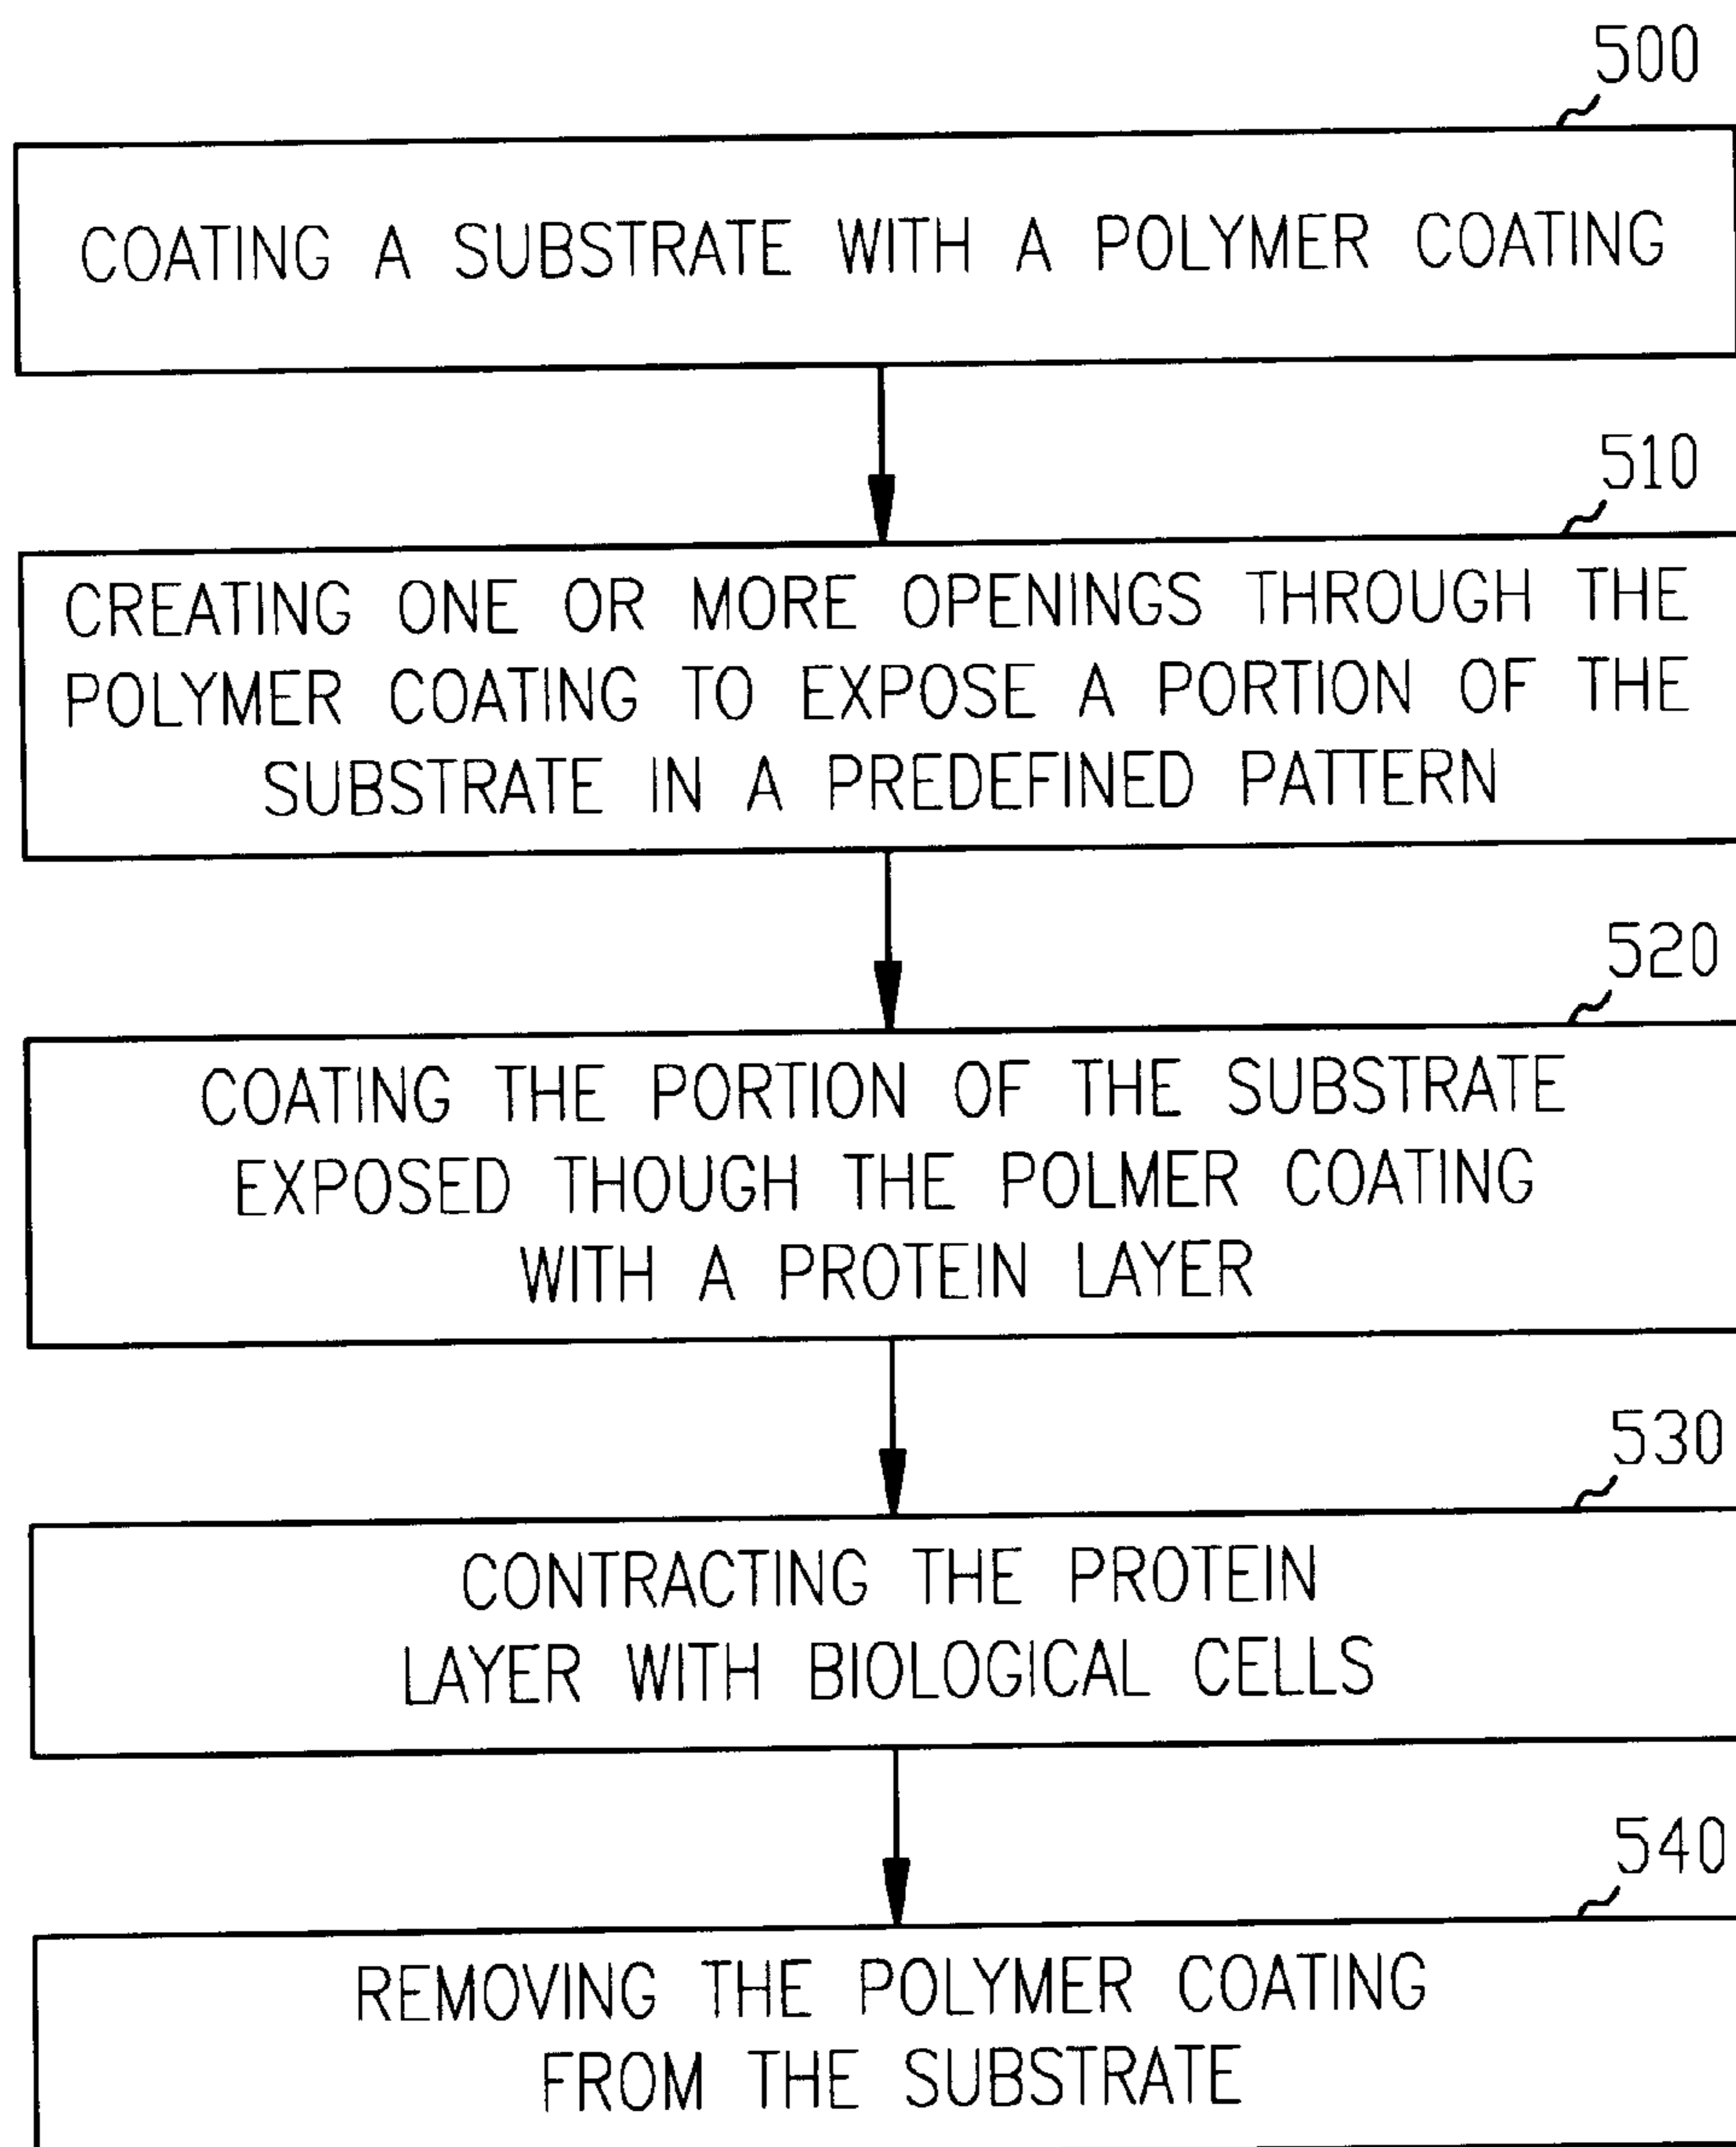 500
COATING A SUBSTRATE WITH A POLYMER COATING
510
CREATING ONE OR MORE OPENINGS THROUGH THE
POLYMER COATING TO EXPOSE A PORTION OF THE
SUBSTRATE IN A PREDEFINED PATTERN
520
COATING THE PORTION OF THE SUBSTRATE
EXPOSED THOUGH THE POLMER COATING
WITH A PROTEIN LAYER
530
CONTRACTING THE PROTEIN
LAYER WITH BIOLOGICAL CELLS
540
REMOVING THE POLYMER COATING
FROM THE SUBSTRATE